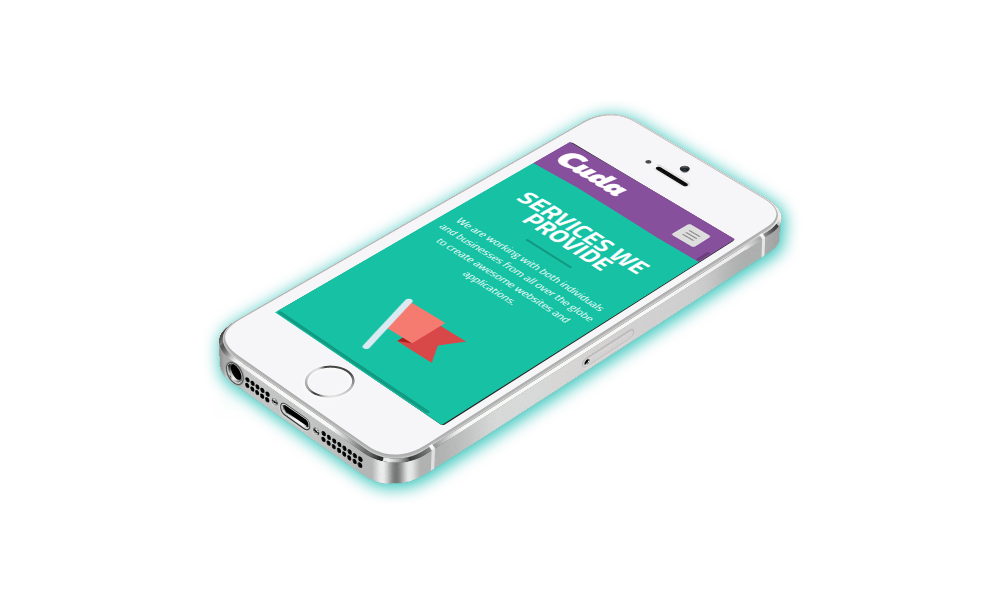 Cuda
SERVICES WE
PROVIDE
We are working with both individuals
and businesses from all over the globe
to create awesome websites and
applications.